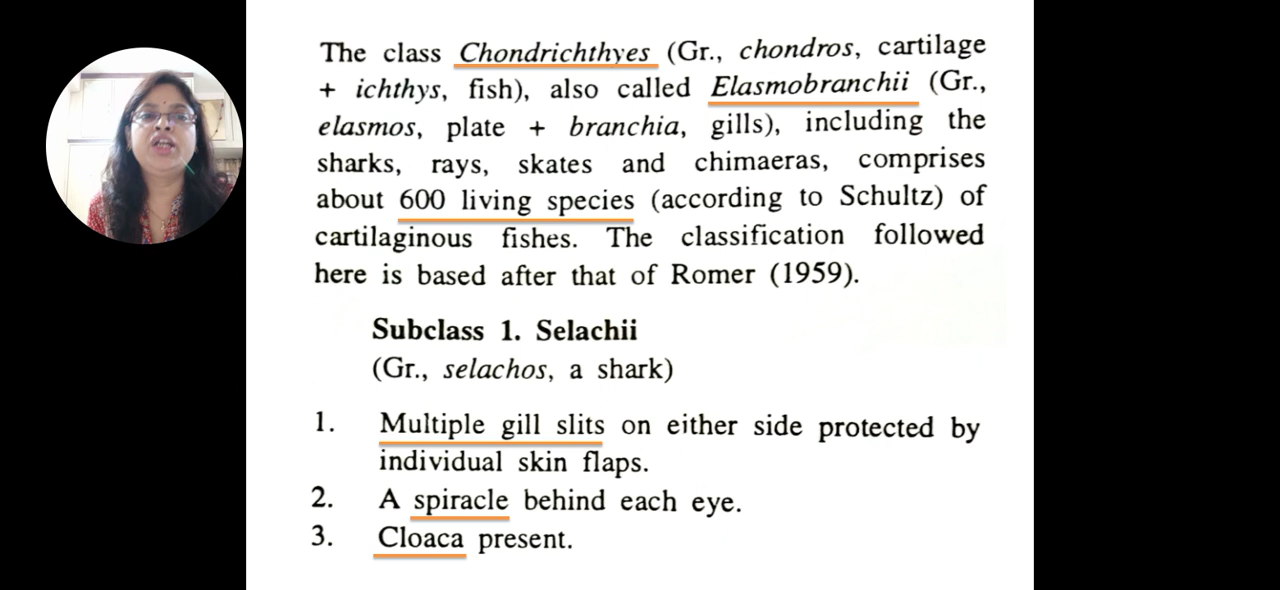 The class Chondrichthyes (Gr., chondros, cartilage
+ ichthys, fish), also called Elasmobranchii (Gr.,
elasmos, plate + branchia, gills), including the
sharks, rays, skates and chimaeras, comprises
about 600 living species (according to Schultz) of
cartilaginous fishes. The classification followed
here is based after that of Romer (1959).
Subclass 1. Selachii
(Gr., selachos, a shark)
1. Multiple gill slits on either side protected by
individual skin flaps.
2. A spiracle behind each eye.
3. Cloaca present.